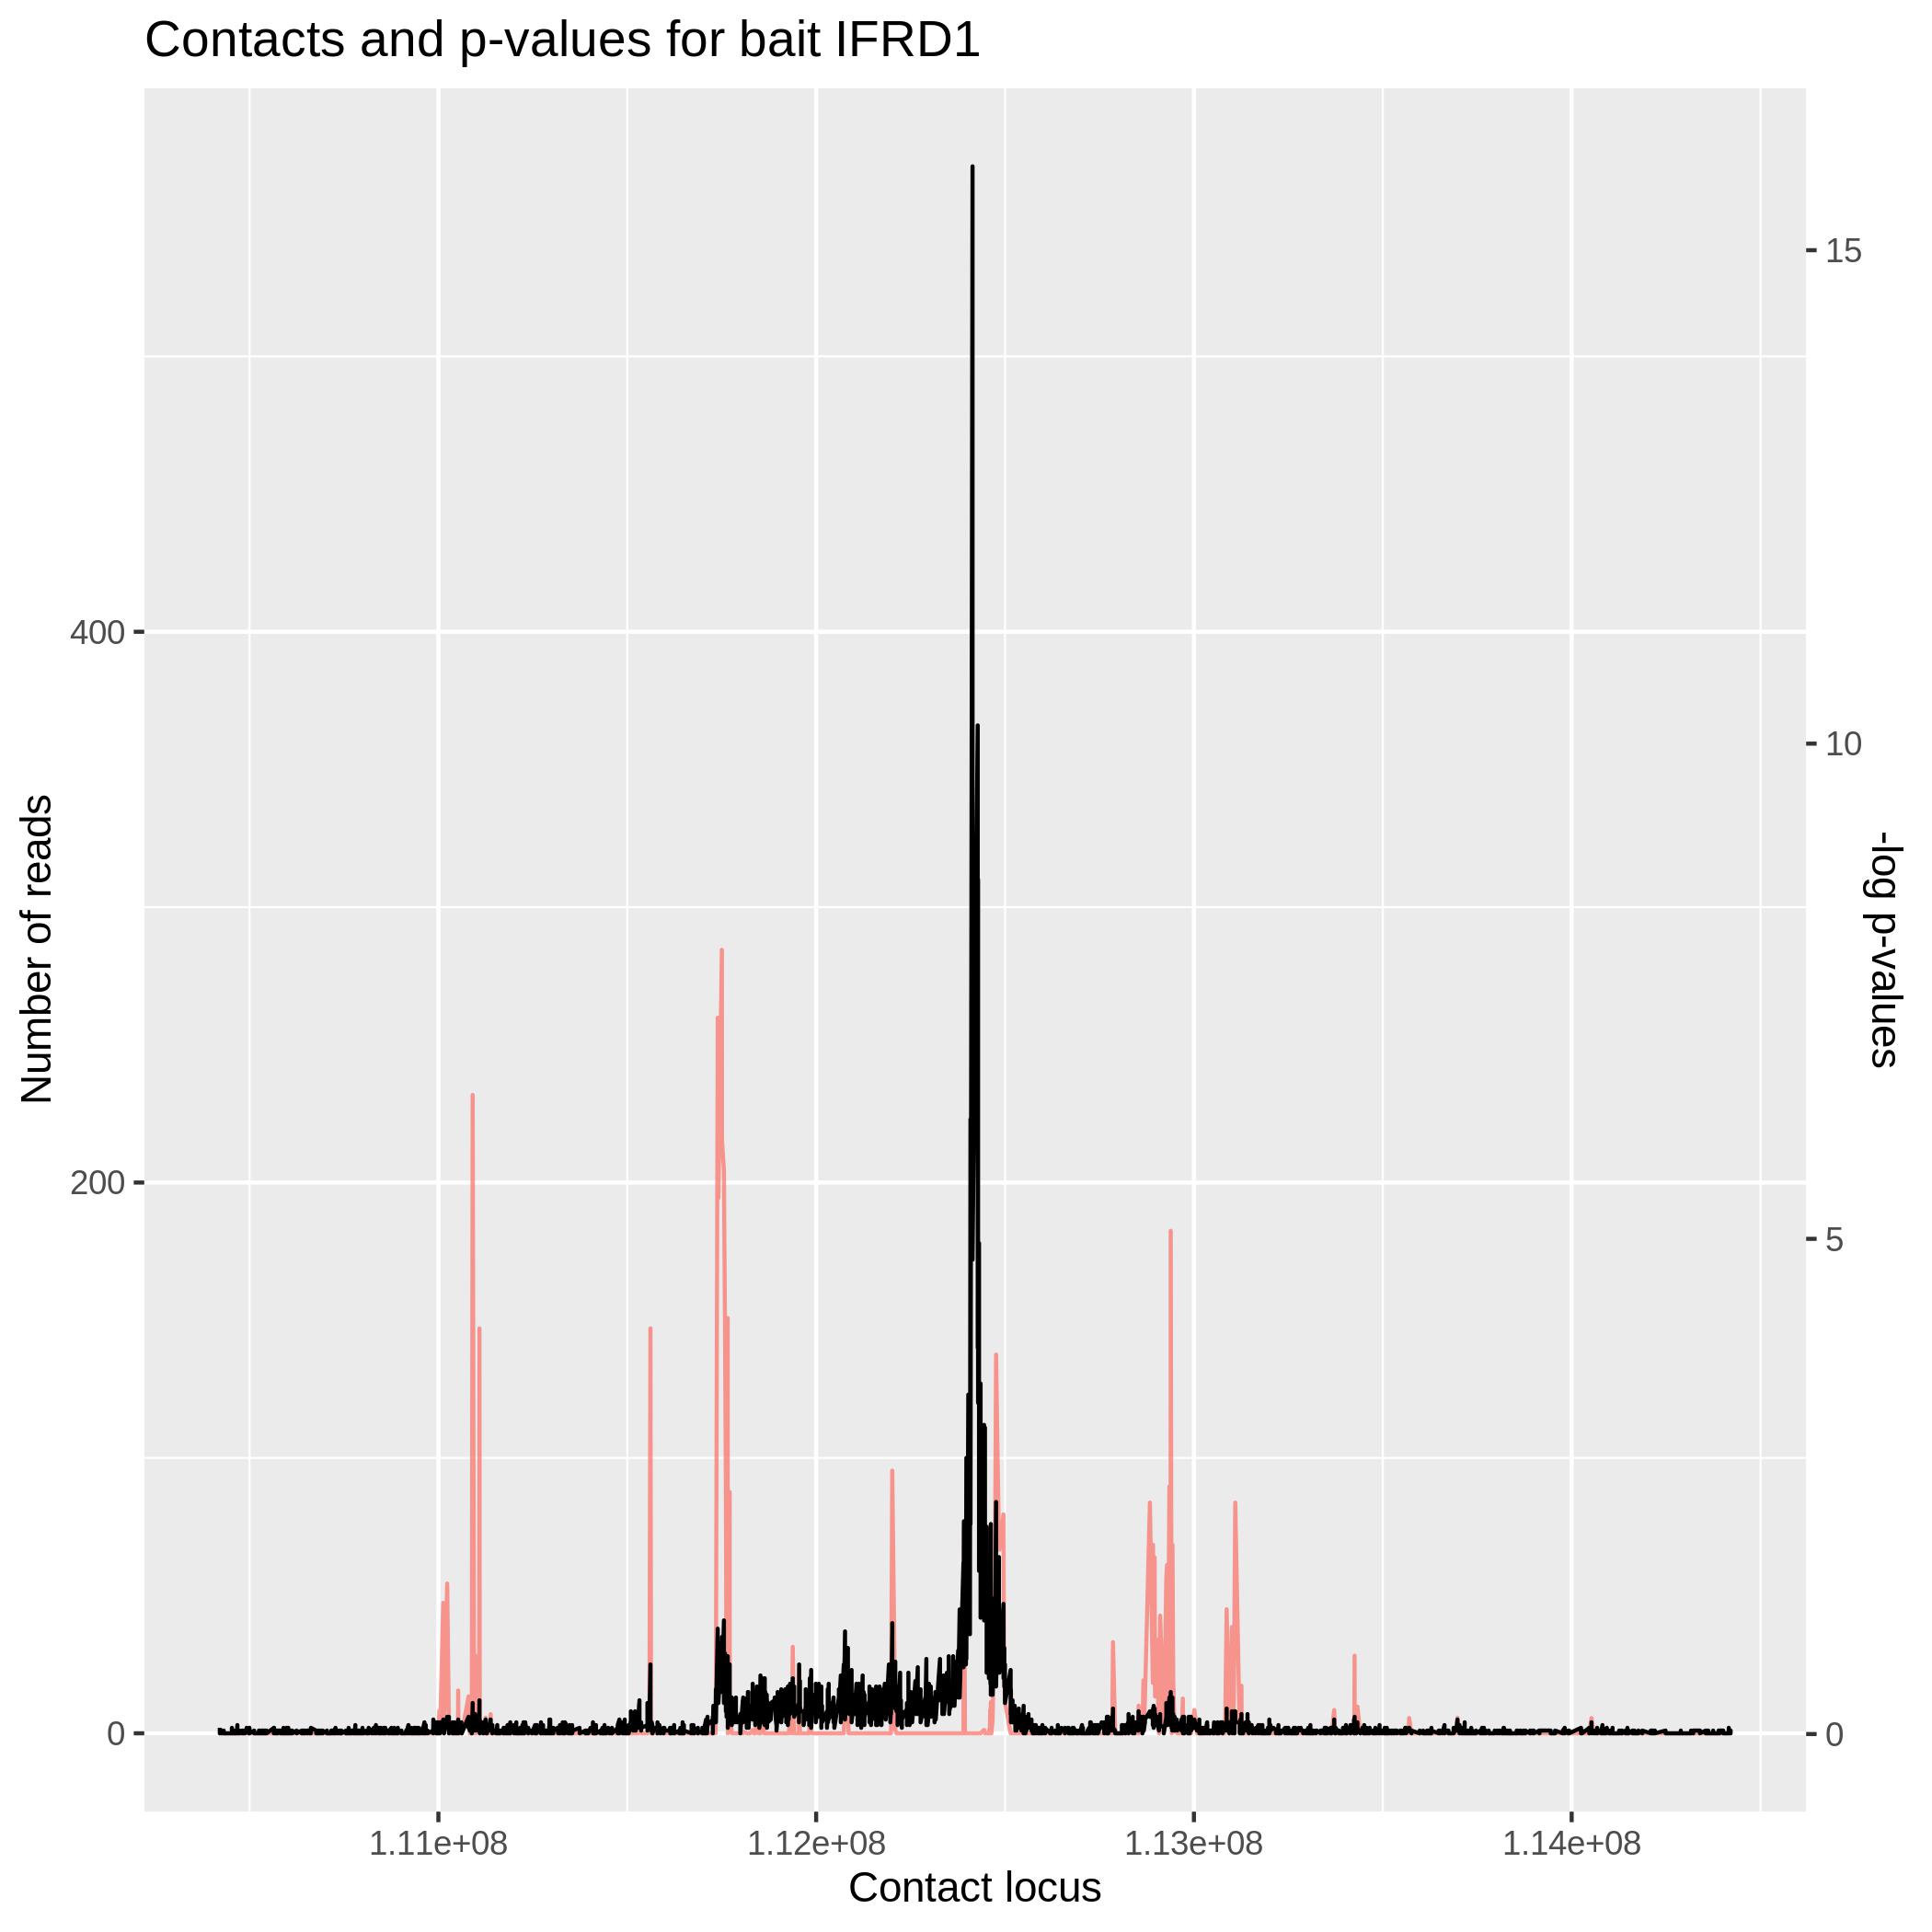 Contacts and p-values for bait IFRD1
Number of reads
400
200
0
15
10
5
0
-log p-values
1.11e+08 1.12e+08 1.13e+08 1.14e+08
Contact locus